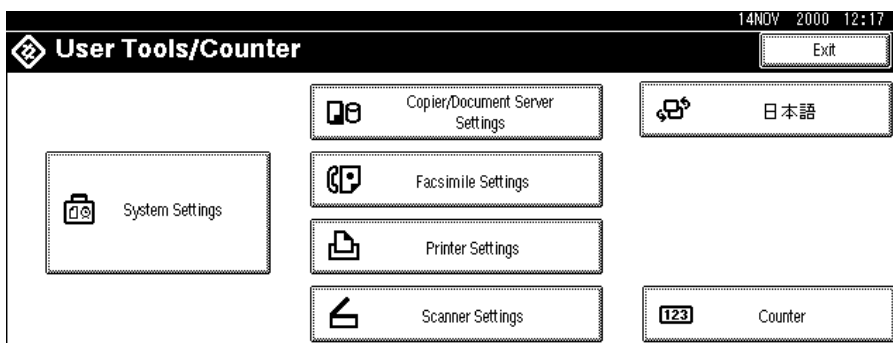 14NOV 2000 12:17
User Tools/Counter
Exit
Copier/Document Server
Settings
日本語
Facsimile Settings
System Settings
Printer Settings
Scanner Settings
123
Counter